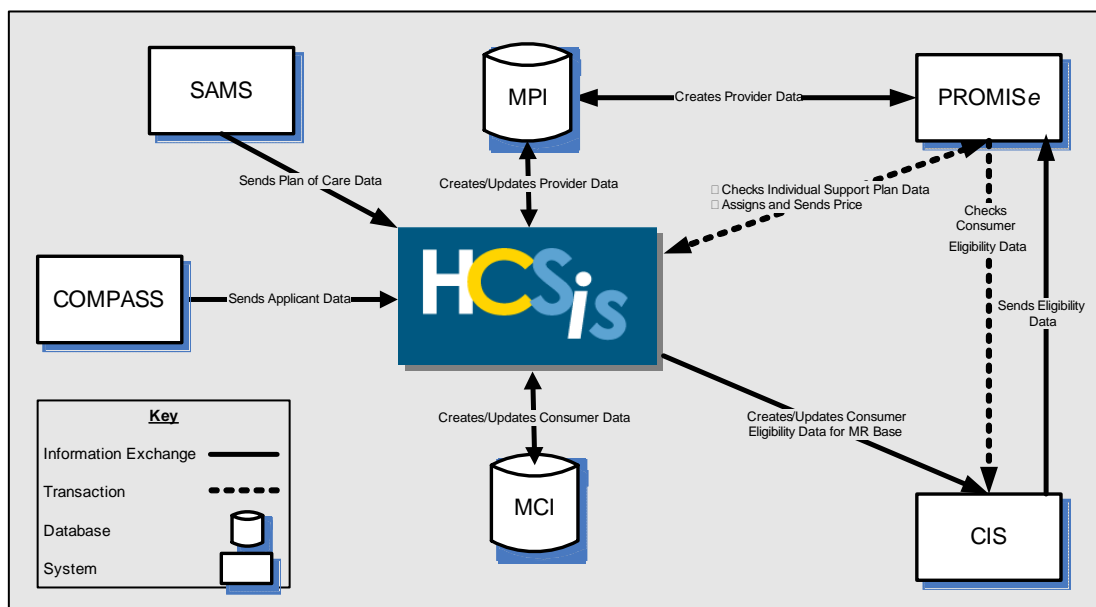 SAMS
MPI
PROMISe
Creates Provider Data
Sends Plan of Care Data
Creates/Updates Provider Data
Checks Individual Support Plan Data
Assigns and Sends Price
Checks
Consumer
Eligibility Data
HCSis
COMPASS
Sends Applicant Data
Sends Eligibility
Data
Creates/Updates Consumer Data
Creates/Updates Consumer
Eligibility Data for MR Base
MCI
CIS
Key
Information Exchange
Transaction
Database
System